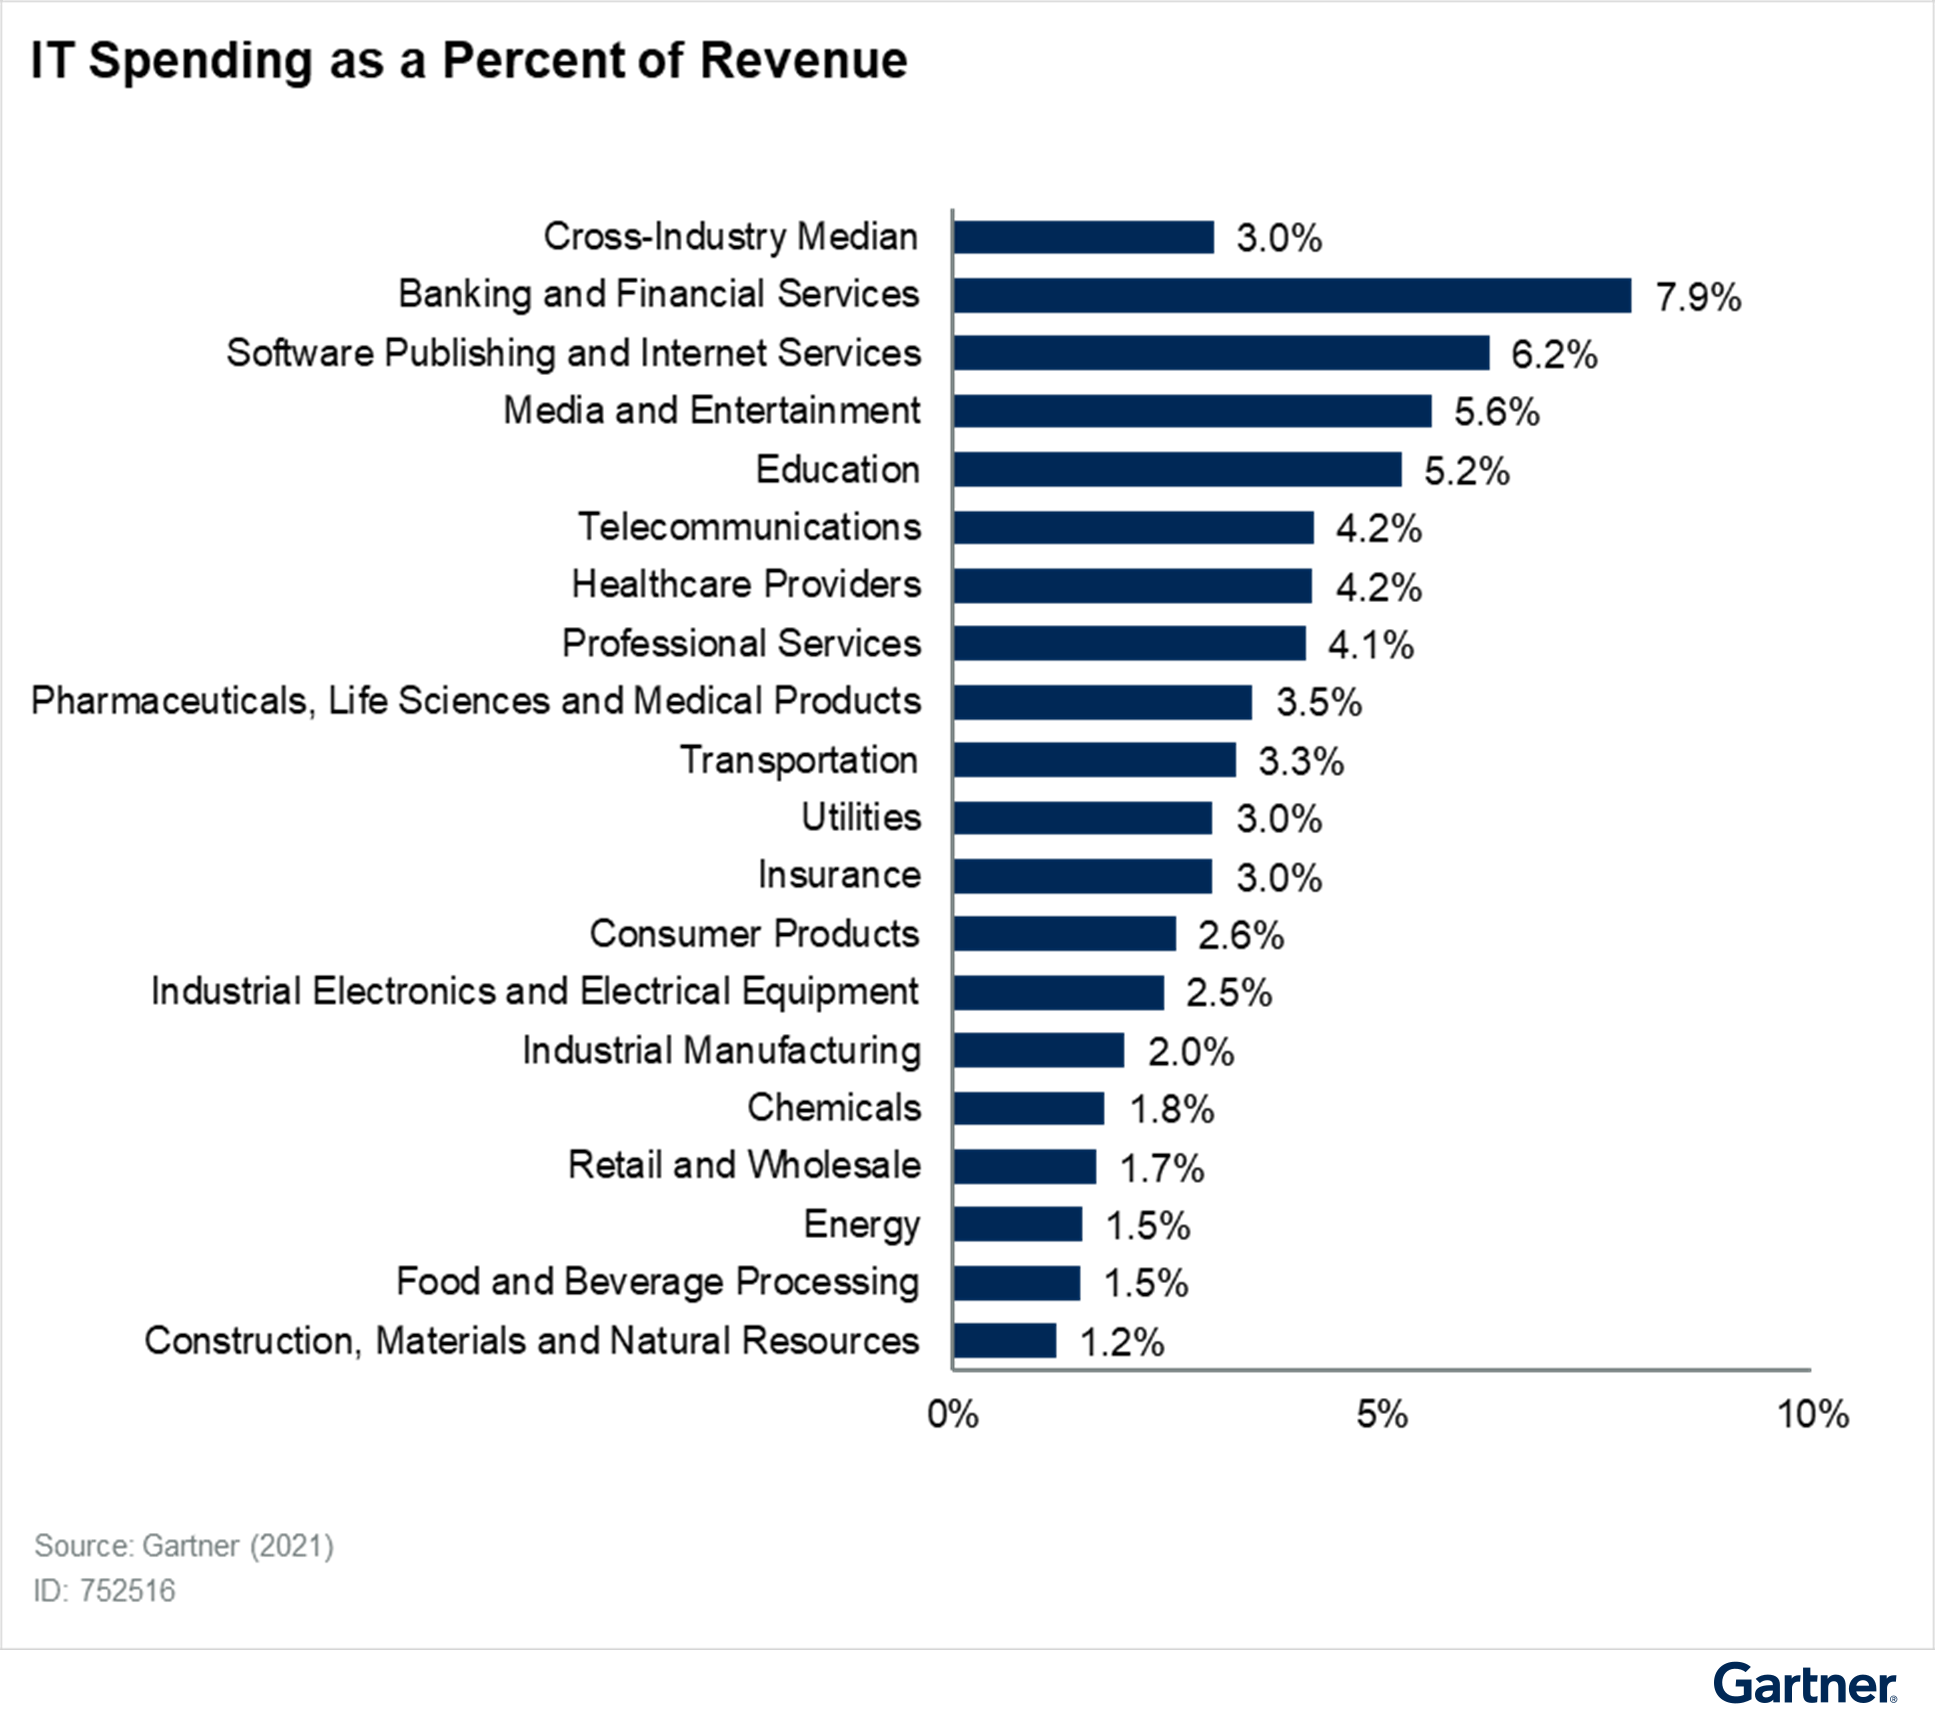 IT Spending as a Percent of Revenue
Cross-Industry Median 3.0%
Banking and Financial Services 7.9%
Software Publishing and Internet Services 6.2%
Media and Entertainment 5.6%
Education 5.2%
Telecommunications 4.2%
Healthcare Providers 4.2%
Professional Services 4.1%
Pharmaceuticals, Life Sciences and Medical Products 3.5%
Transportation 3.3%
Utilities 3.0%
Insurance 3.0%
Consumer Products 2.6%
Industrial Electronics and Electrical Equipment 2.5%
Industrial Manufacturing 2.0%
Chemicals 1.8%
Retail and Wholesale 1.7%
Energy 1.5%
Food and Beverage Processing 1.5%
Construction, Materials and Natural Resources 1.2%
0% 5% 10%
Source: Gartner (2021)
ID: 752516
Gartner®